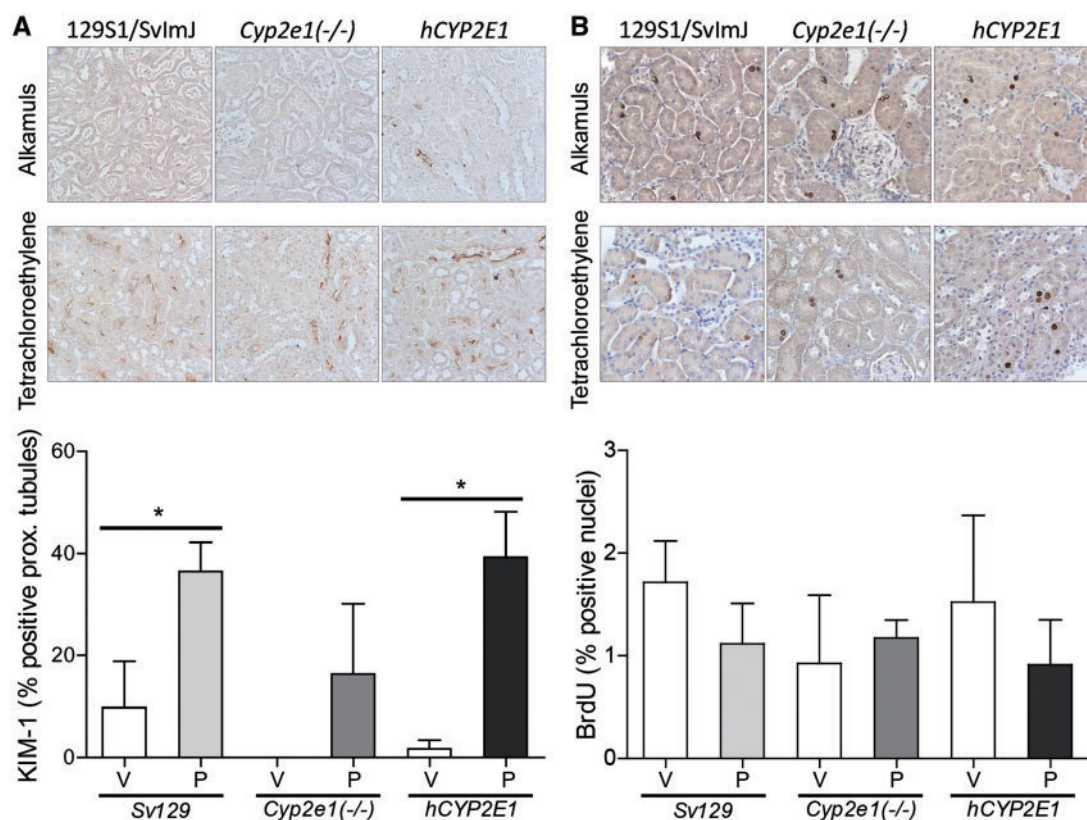 A
129S1/SvImJ Cyp2e1(-/-) hCYP2E1
Alkamuls
Tetrachloroethylene
KIM-1 (% positive prox. tubules)
60
40
20
0
* *
V P V P V P
Sv129 Cyp2e1(-/-) hCYP2E1
B
129S1/SvImJ Cyp2e1(-/-) hCYP2E1
Alkamuls
Tetrachloroethylene
BrdU (% positive nuclei)
3
2
1
0
V P V P V P
Sv129 Cyp2e1(-/-) hCYP2E1